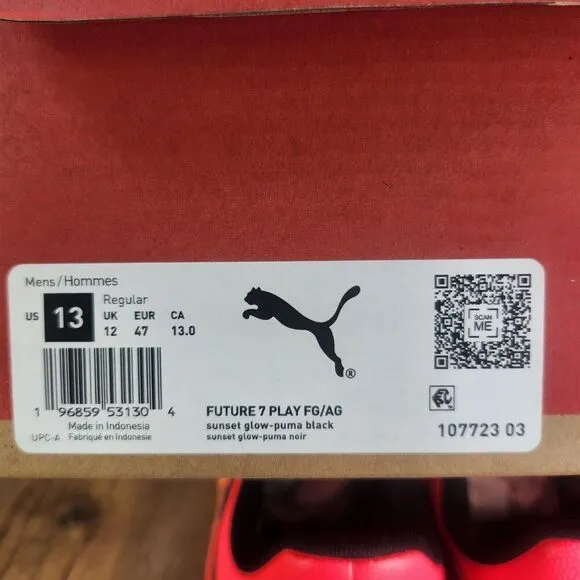 Mens/Hommes
Regular
US 13 UK EUR CA
12 47 13.0
SCAN
ME
®
1 96859 53130 4
Made in Indonesia
UPC-A Fabriqué en Indonesie
FUTURE 7 PLAY FG/AG
sunset glow-puma black
sunset glow-puma noir
107723 03